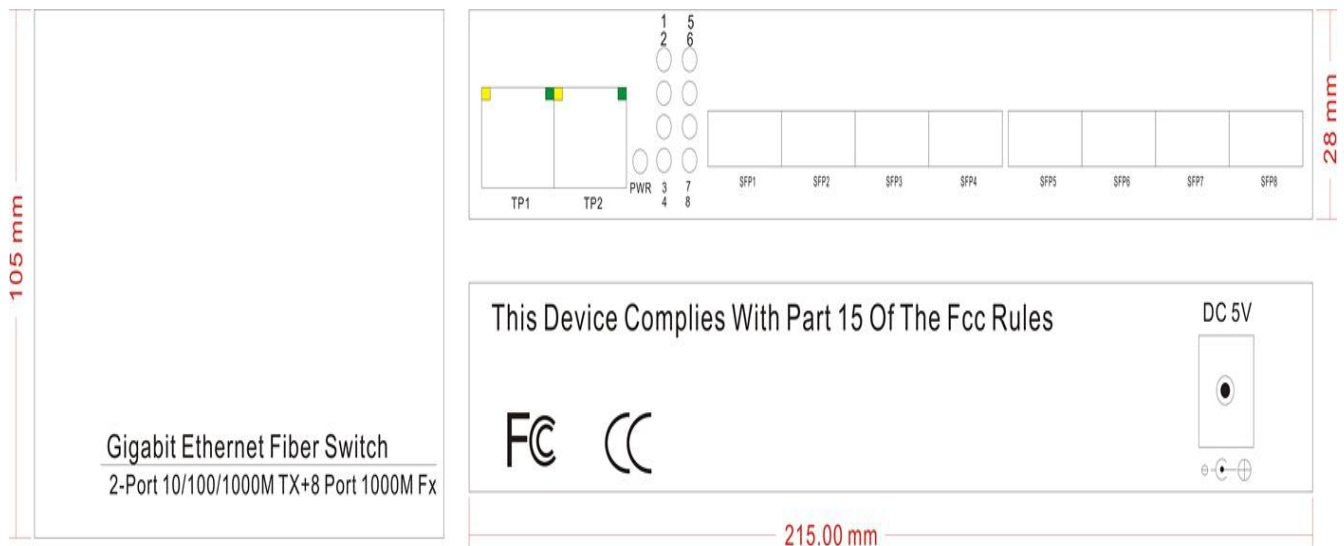 105 mm
Gigabit Ethernet Fiber Switch
2-Port 10/100/1000M TX+8 Port 1000M Fx
1 5
2 6
TP1 TP2
PWR 3 7
4 8
SFP1 SFP2 SFP3 SFP4 SFP5 SFP6 SFP7 SFP8
28 mm
This Device Complies With Part 15 Of The Fcc Rules
DC 5V
FC CC
215.00 mm